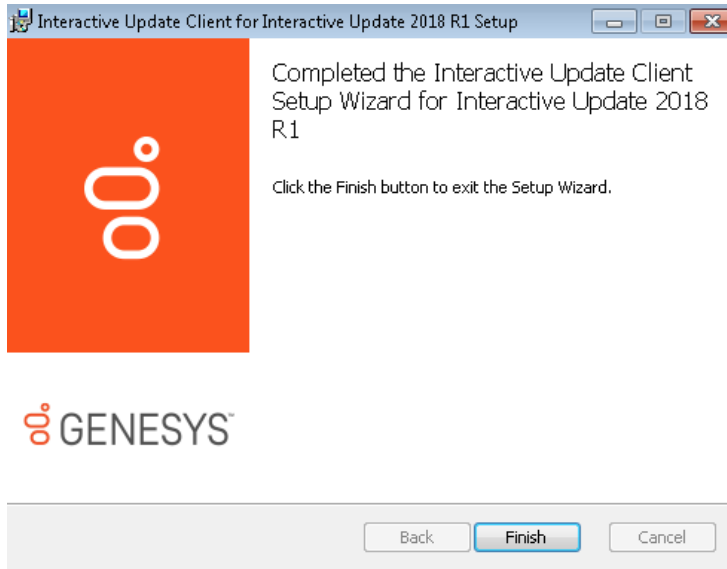 Interactive Update Client for Interactive Update 2018 R1 Setup
Completed the Interactive Update Client
Setup Wizard for Interactive Update 2018
R1
Click the Finish button to exit the Setup Wizard.
GENESYS™
Back Finish Cancel